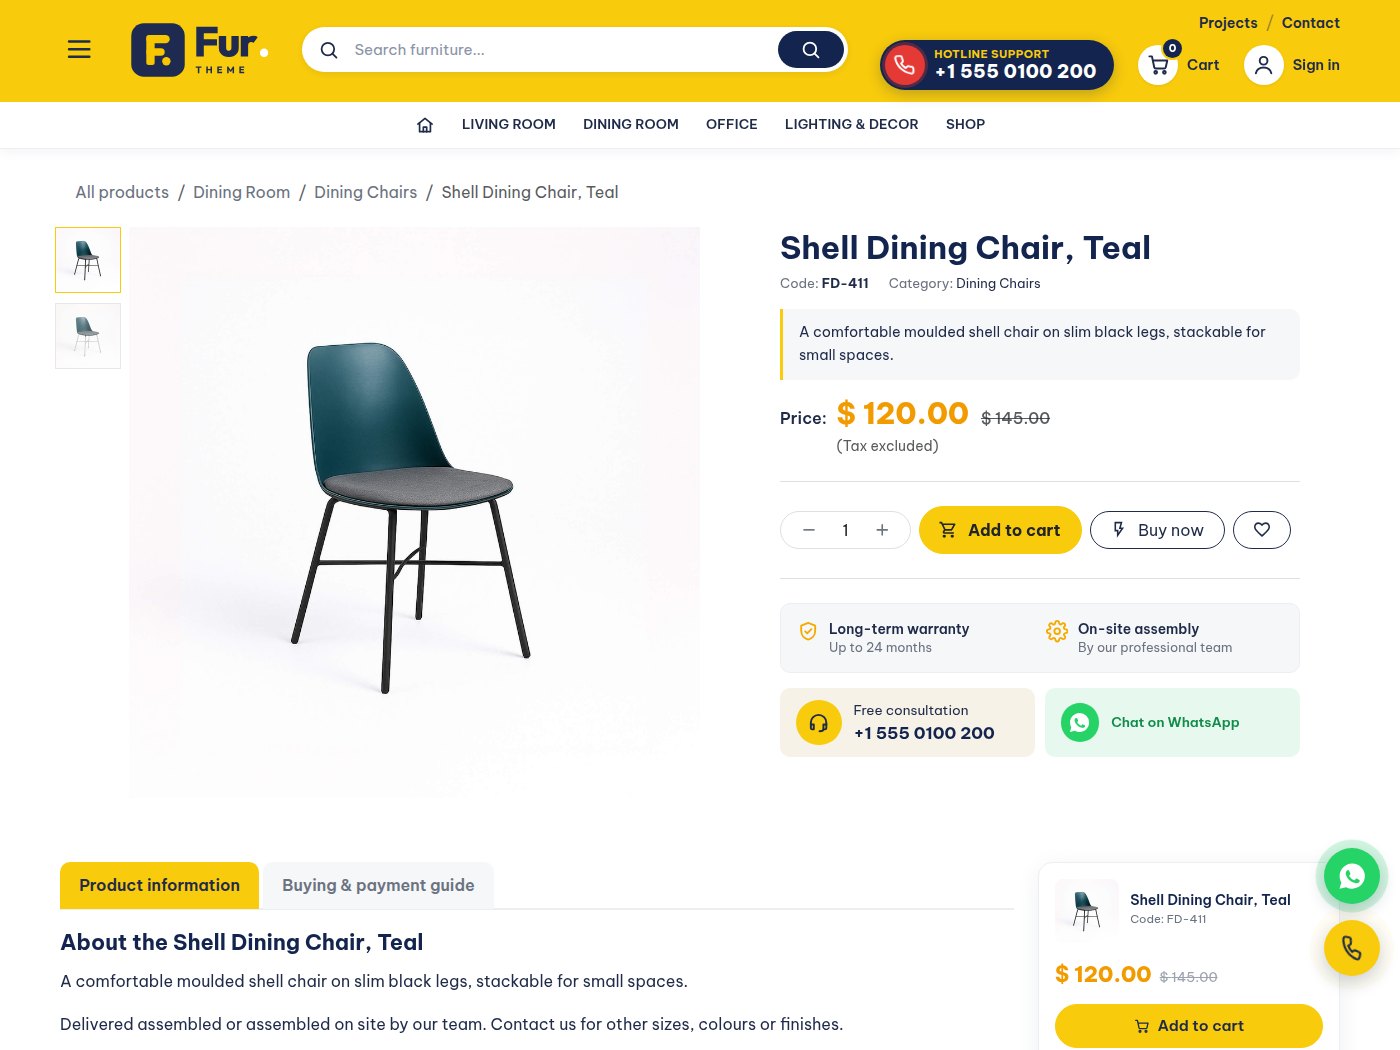 Projects / Contact
Fur.
THEME
Search furniture...
HOTLINE SUPPORT
+1 555 0100 200
0
Cart
Sign in
LIVING ROOM
DINING ROOM
OFFICE
LIGHTING & DECOR
SHOP
All products / Dining Room / Dining Chairs / Shell Dining Chair, Teal
Shell Dining Chair, Teal
Code: FD-411 Category: Dining Chairs
A comfortable moulded shell chair on slim black legs, stackable for
small spaces.
Price: $ 120.00 $ 145.00
(Tax excluded)
− 1 +
Add to cart
Buy now
Long-term warranty
Up to 24 months
On-site assembly
By our professional team
Free consultation
+1 555 0100 200
Chat on WhatsApp
Product information
Buying & payment guide
About the Shell Dining Chair, Teal
A comfortable moulded shell chair on slim black legs, stackable for small spaces.
Delivered assembled or assembled on site by our team. Contact us for other sizes, colours or finishes.
Shell Dining Chair, Teal
Code: FD-411
$ 120.00 $ 145.00
Add to cart